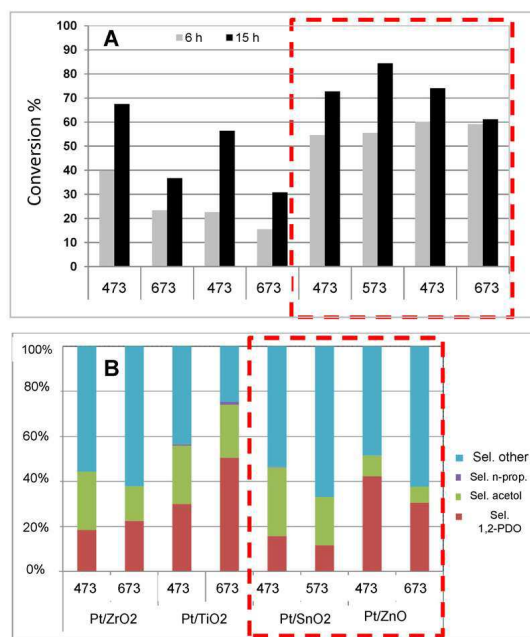 A
6 h 15 h
Conversion %
100
90
80
70
60
50
40
30
20
10
0
473 673 473 673 473 573 473 673
B
100%
80%
60%
40%
20%
0%
Sel. other
Sel. n-prop.
Sel. acetol
Sel.
1,2-PDO
473 673 473 673 473 573 473 673
Pt/ZrO2 Pt/TiO2 Pt/SnO2 Pt/ZnO